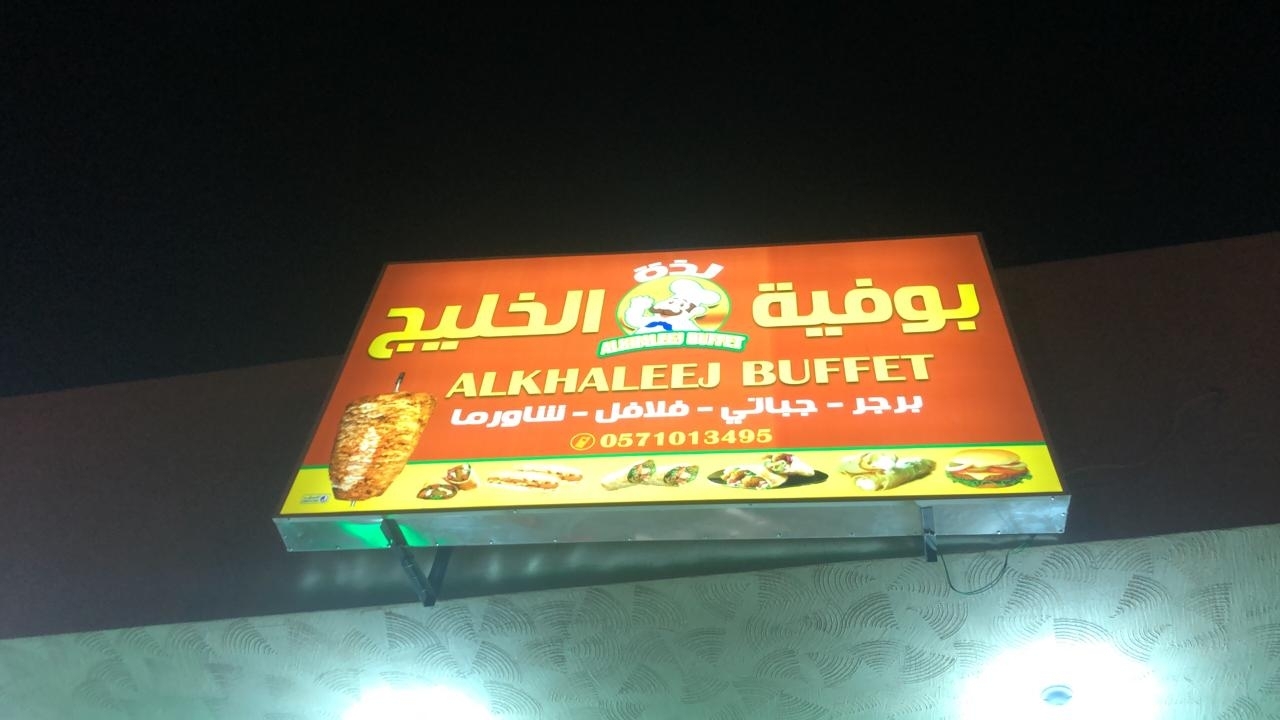 لذة
بوفية الخليج
ALKHALEEJ BUFFET
ALKHALEEJ BUFFET
برجر - جباتي - فلافل - شاورما
0571013495